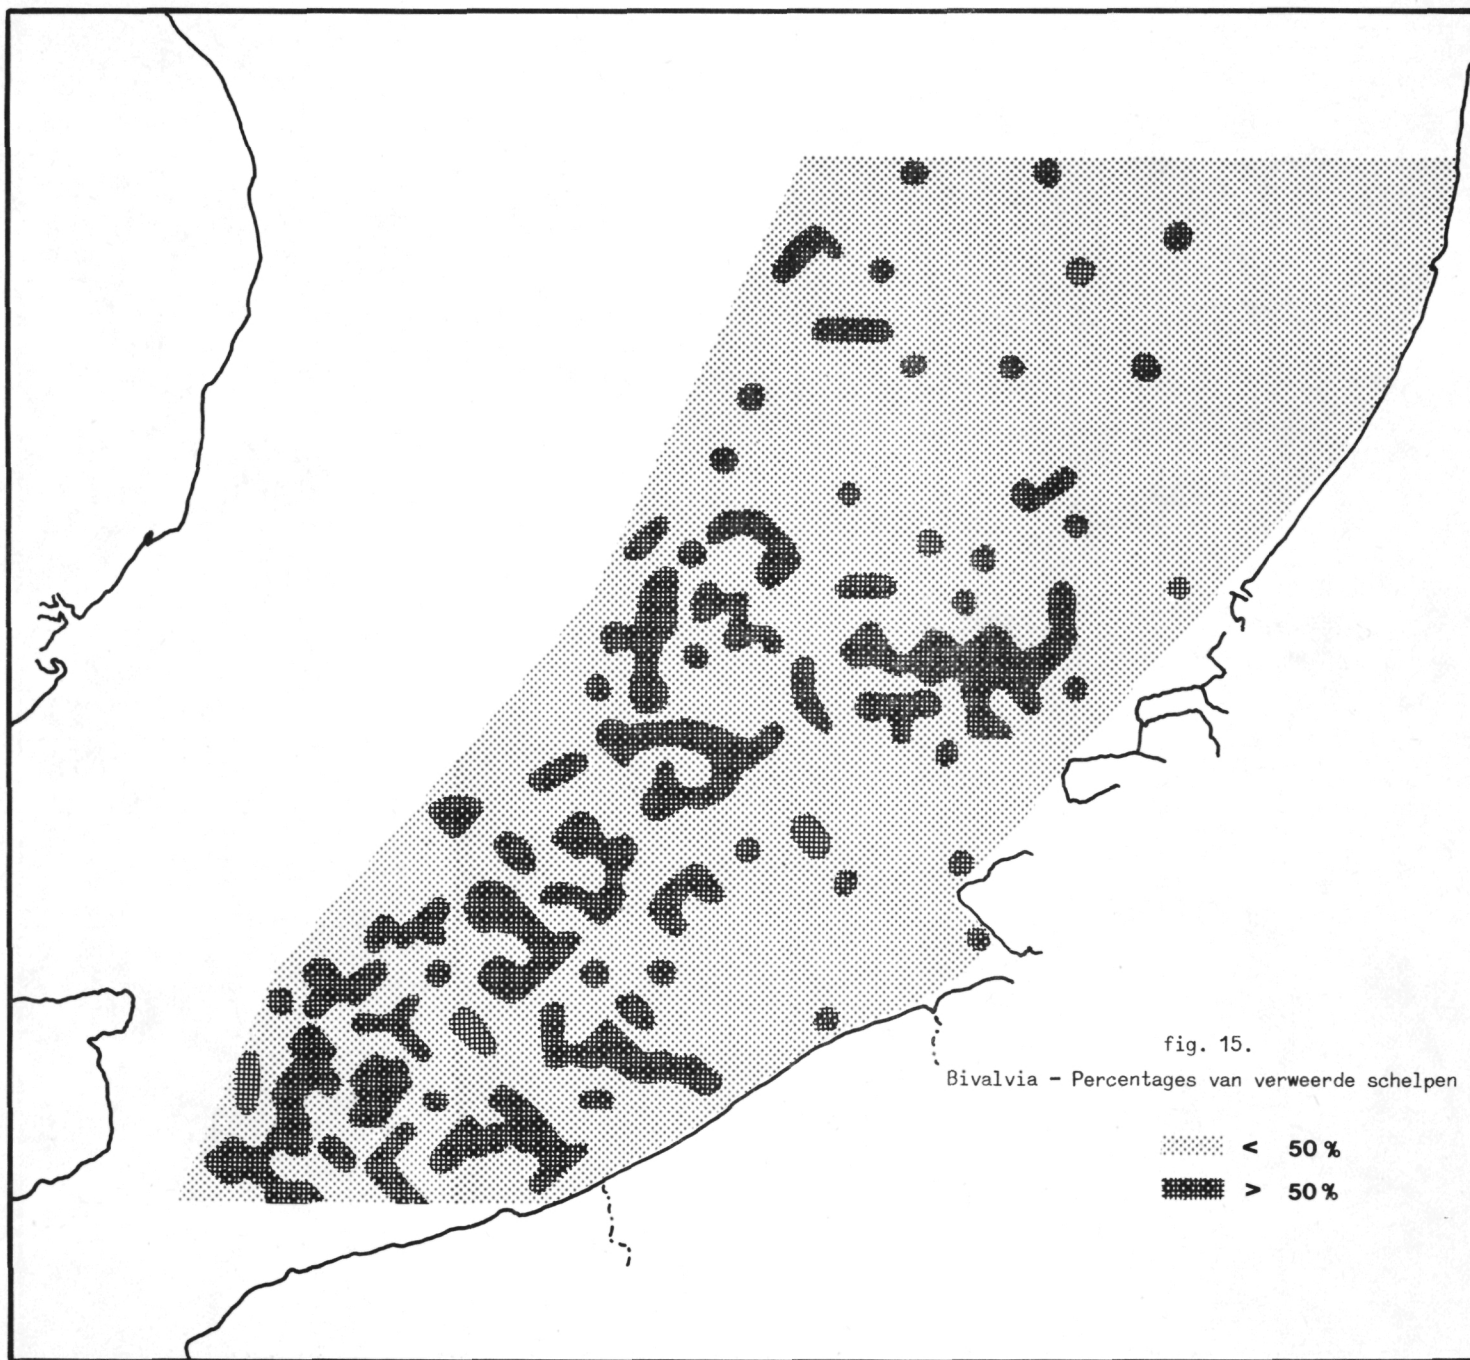 fig. 15.
Bivalvia - Percentages van verweerde schelpen
< 50 %
> 50 %